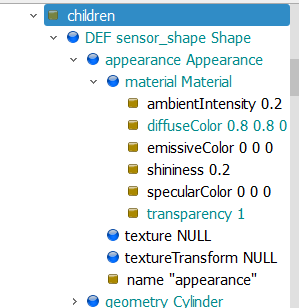 children
DEF sensor_shape Shape
appearance Appearance
material Material
ambientIntensity 0.2
diffuseColor 0.8 0.8 0
emissiveColor 0 0 0
shininess 0.2
specularColor 0 0 0
transparency 1
texture NULL
textureTransform NULL
name "appearance"
geometry Cylinder